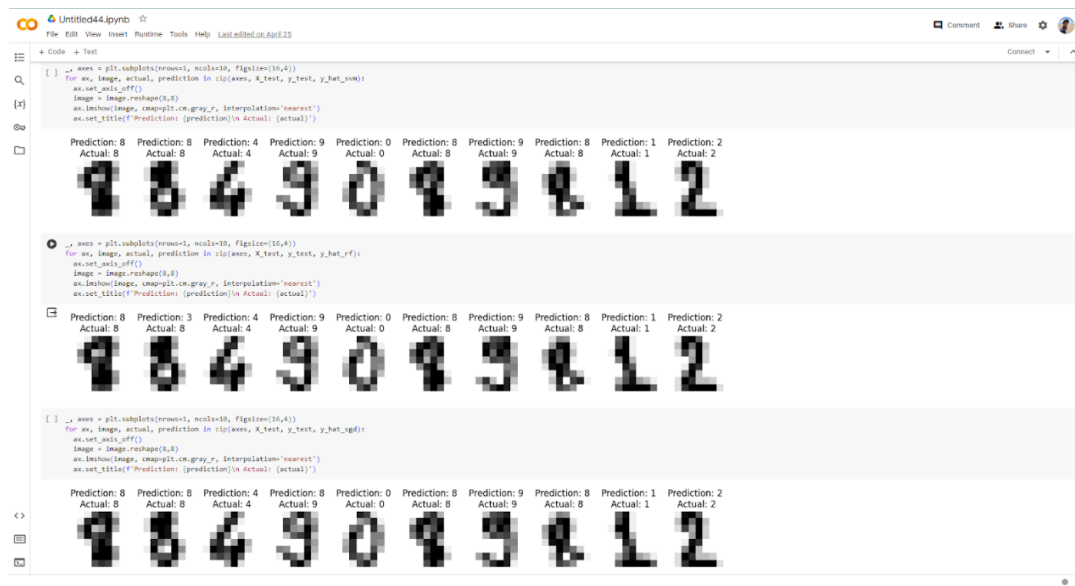 Untitled44.ipynb
Comment Share
File Edit View Insert Runtime Tools Help Last edited on April 25
+ Code + Text
Connect
[ ] _, axes = plt.subplots(nrows=1, ncols=10, figsize=(16,4))
for ax, image, actual, prediction in zip(axes, X_test, y_test, y_hat_svm):
ax.set_axis_off()
image = image.reshape(8,8)
ax.imshow(image, cmap=plt.cm.gray_r, interpolation='nearest')
ax.set_title(f'Prediction: {prediction}\n Actual: {actual}')
Prediction: 8 Prediction: 8 Prediction: 4 Prediction: 9 Prediction: 0 Prediction: 8 Prediction: 9 Prediction: 8 Prediction: 1 Prediction: 2
Actual: 8 Actual: 8 Actual: 4 Actual: 9 Actual: 0 Actual: 8 Actual: 9 Actual: 8 Actual: 1 Actual: 2
_, axes = plt.subplots(nrows=1, ncols=10, figsize=(16,4))
for ax, image, actual, prediction in zip(axes, X_test, y_test, y_hat_rf):
ax.set_axis_off()
image = image.reshape(8,8)
ax.imshow(image, cmap=plt.cm.gray_r, interpolation='nearest')
ax.set_title(f'Prediction: {prediction}\n Actual: {actual}')
Prediction: 8 Prediction: 3 Prediction: 4 Prediction: 9 Prediction: 0 Prediction: 8 Prediction: 9 Prediction: 8 Prediction: 1 Prediction: 2
Actual: 8 Actual: 8 Actual: 4 Actual: 9 Actual: 0 Actual: 8 Actual: 9 Actual: 8 Actual: 1 Actual: 2
[ ] _, axes = plt.subplots(nrows=1, ncols=10, figsize=(16,4))
for ax, image, actual, prediction in zip(axes, X_test, y_test, y_hat_sgd):
ax.set_axis_off()
image = image.reshape(8,8)
ax.imshow(image, cmap=plt.cm.gray_r, interpolation='nearest')
ax.set_title(f'Prediction: {prediction}\n Actual: {actual}')
Prediction: 8 Prediction: 8 Prediction: 4 Prediction: 8 Prediction: 0 Prediction: 8 Prediction: 9 Prediction: 8 Prediction: 1 Prediction: 2
Actual: 8 Actual: 8 Actual: 4 Actual: 9 Actual: 0 Actual: 8 Actual: 9 Actual: 8 Actual: 1 Actual: 2